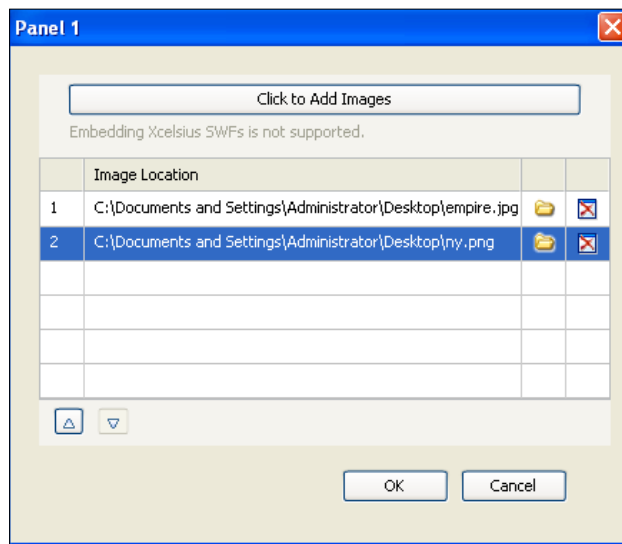 Panel 1
Click to Add Images
Embedding Xcelsius SWFs is not supported.
Image Location
1 C:\Documents and Settings\Administrator\Desktop\empire.jpg
2 C:\Documents and Settings\Administrator\Desktop\ny.png
OK Cancel